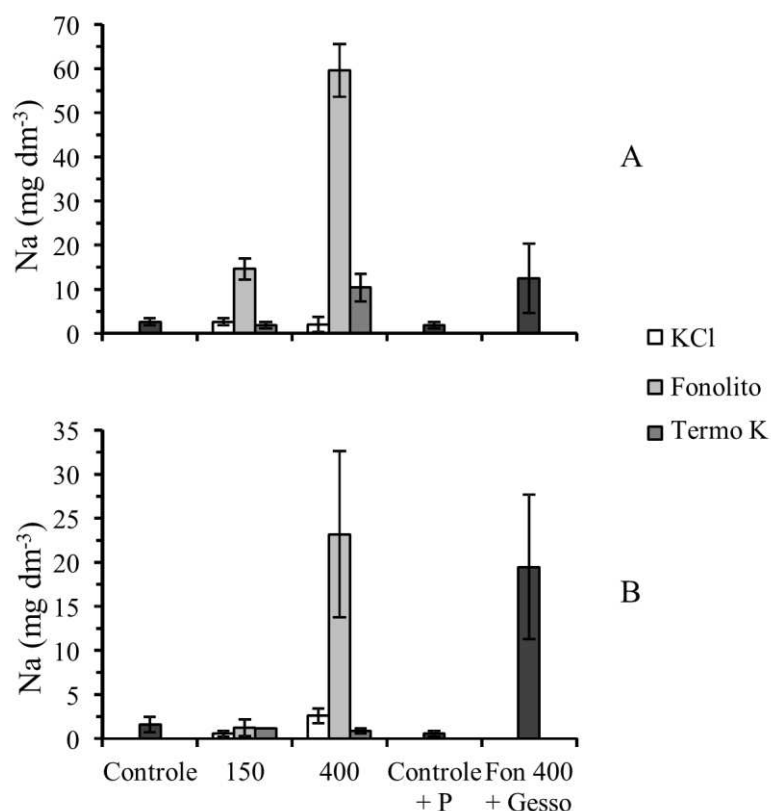 70
60
50
40
30
20
10
0
Na (mg dm-3)
A
KCl
Fonolito
Termo K
35
30
25
20
15
10
5
0
Na (mg dm-3)
B
Controle 150 400 Controle Fon 400
+ P + Gesso